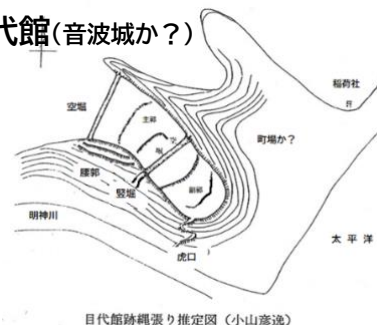 代館(音波城か？)
稲荷社
空堀
主郭
空堀
町場か？
副郭
腰郭
竪堀
明神川
太平洋
虎口
目代館跡縄張り推定図（小山彦逸）